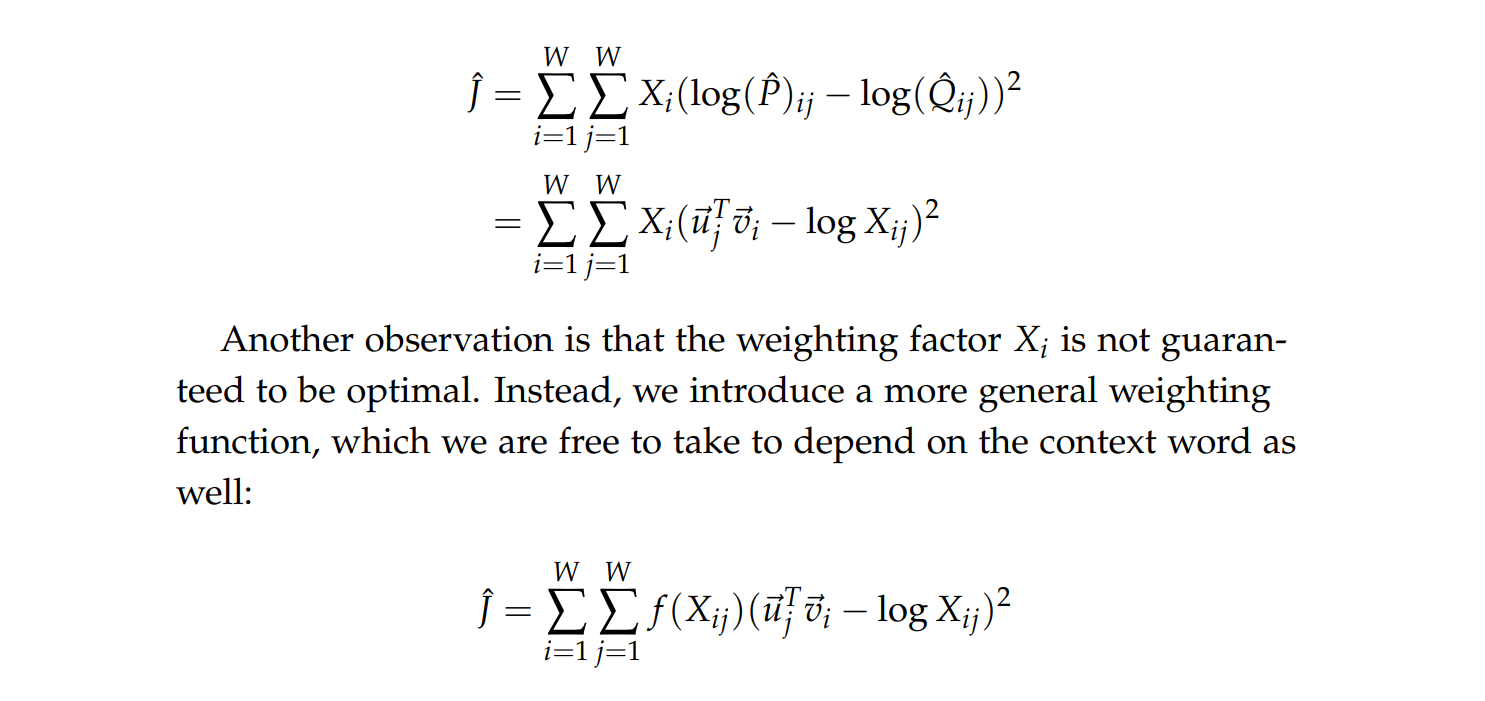 $\hat{J} = \sum_{i=1}^{W} \sum_{j=1}^{W} X_i (\log(\hat{P})_{ij} - \log(\hat{Q}_{ij}))^2$
$= \sum_{i=1}^{W} \sum_{j=1}^{W} X_i (\vec{u}_j^T \vec{v}_i - \log X_{ij})^2$
Another observation is that the weighting factor $X_i$ is not guaran-
teed to be optimal. Instead, we introduce a more general weighting
function, which we are free to take to depend on the context word as
well:
$\hat{J} = \sum_{i=1}^{W} \sum_{j=1}^{W} f(X_{ij}) (\vec{u}_j^T \vec{v}_i - \log X_{ij})^2$